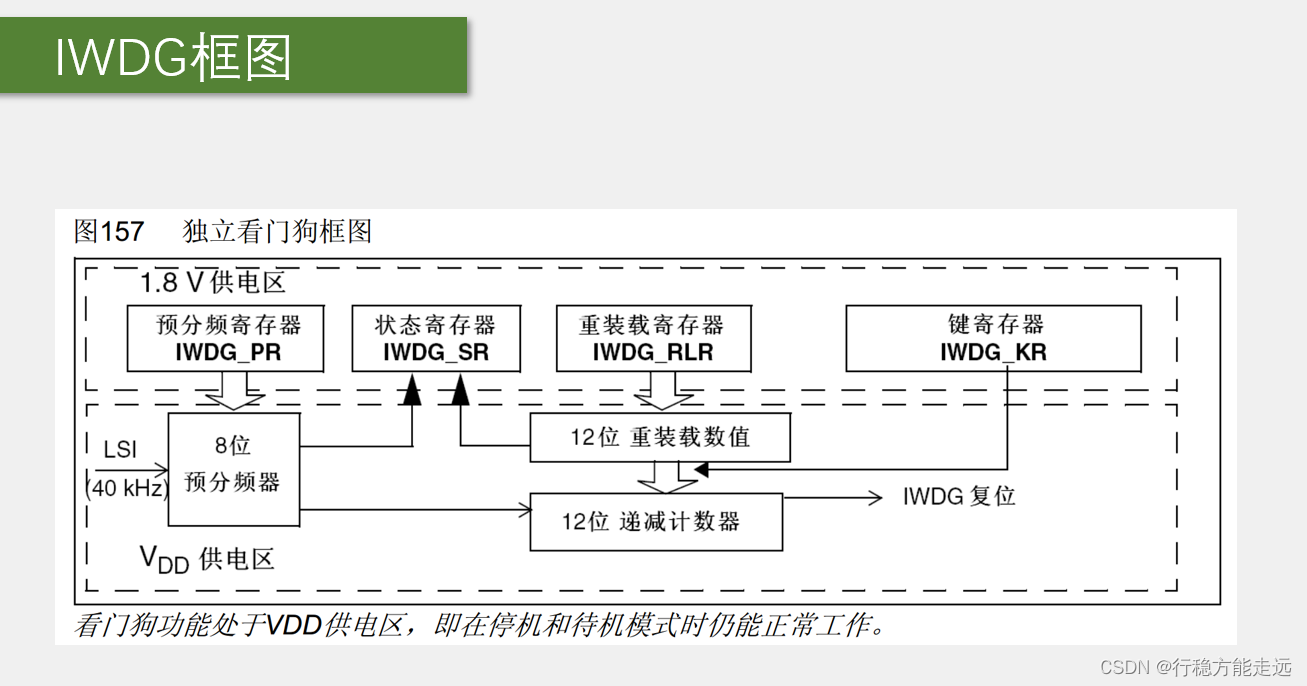 IWDG框图
图157 独立看门狗框图
1.8 V 供电区
预分频寄存器
IWDG_PR
状态寄存器
IWDG_SR
重装载寄存器
IWDG_RLR
键寄存器
IWDG_KR
LSI
(40 kHz)
8位
预分频器
12位 重装载数值
12位 递减计数器
IWDG 复位
VDD 供电区
看门狗功能处于VDD供电区，即在停机和待机模式时仍能正常工作。
CSDN @行稳方能走远